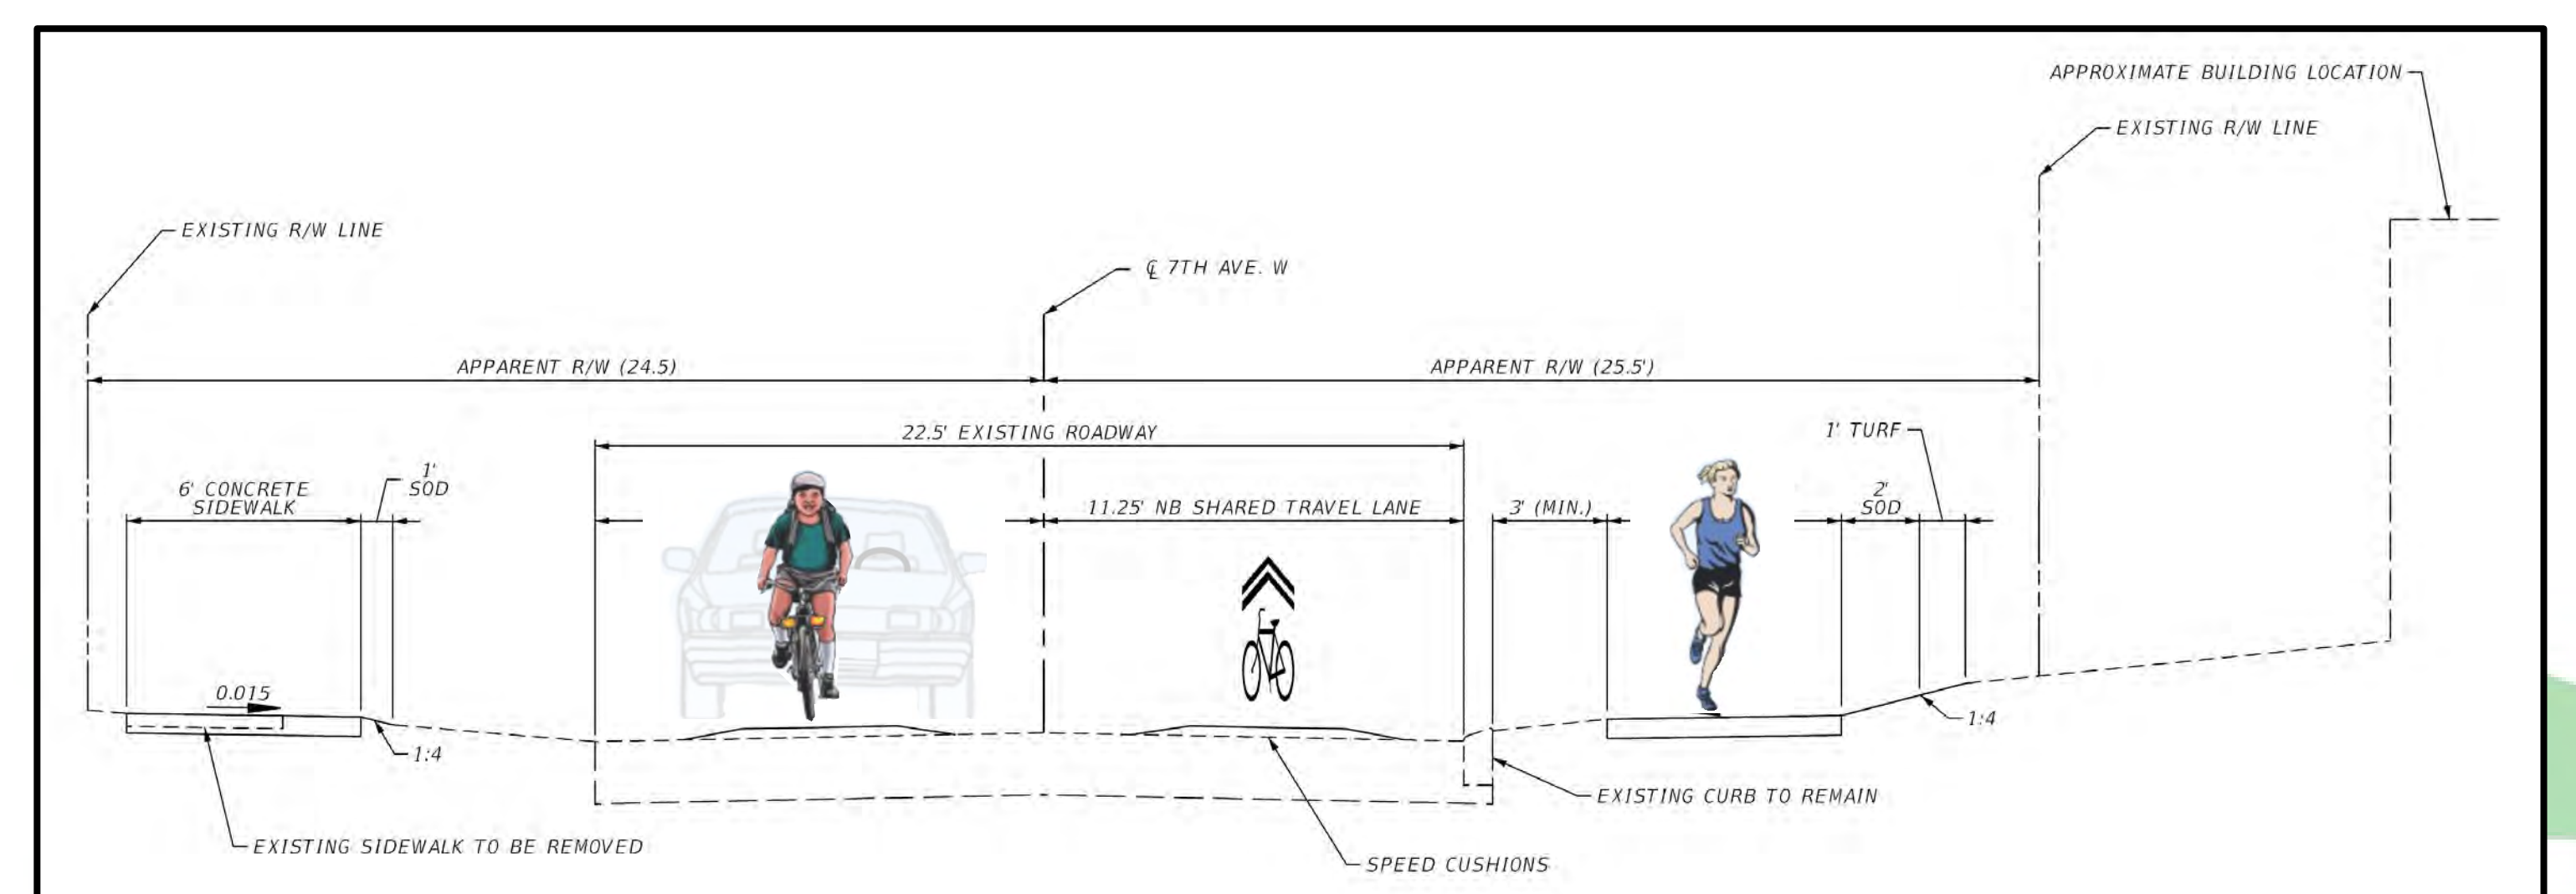 APPROXIMATE BUILDING LOCATION
EXISTING R/W LINE
EXISTING R/W LINE
℄ 7TH AVE. W
APPARENT R/W (24.5)
APPARENT R/W (25.5')
22.5' EXISTING ROADWAY
1' TURF
6' CONCRETE
SIDEWALK
1'
SOD
11.25' NB SHARED TRAVEL LANE
3' (MIN.)
2'
SOD
0.015
1:4
1:4
EXISTING CURB TO REMAIN
EXISTING SIDEWALK TO BE REMOVED
SPEED CUSHIONS